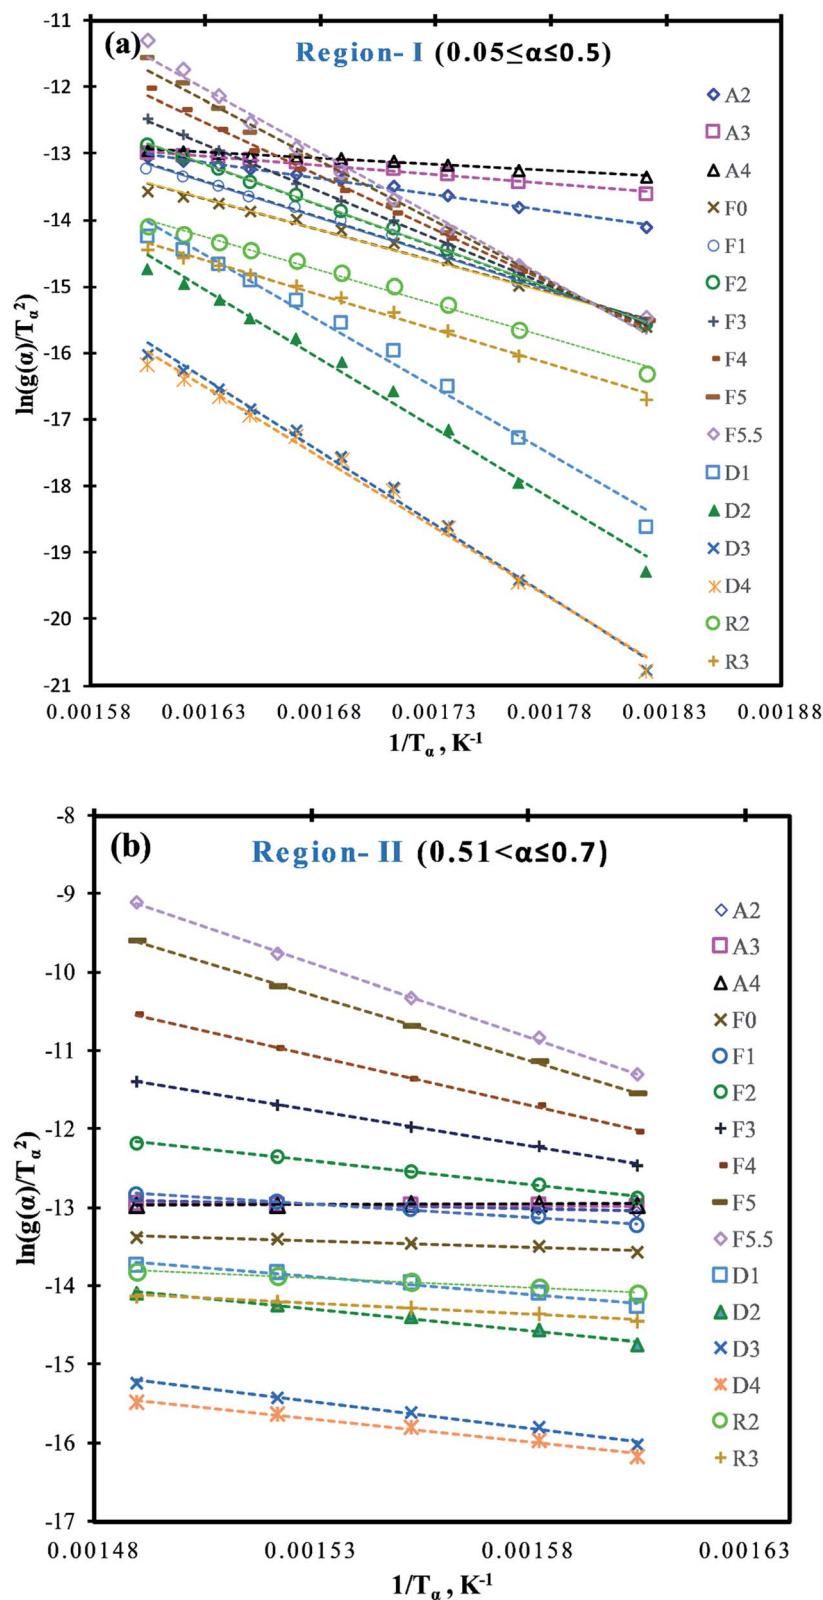 (a) Region- I (0.05≤α≤0.5)
-11
-12
-13
-14
-15
-16
-17
-18
-19
-20
-21
ln(g(α)/Tα²)
A2
A3
A4
F0
F1
F2
F3
F4
F5
F5.5
D1
D2
D3
D4
R2
R3
0.00158 0.00163 0.00168 0.00173 0.00178 0.00183 0.00188
1/Tα , K⁻¹
(b) Region- II (0.51<α≤0.7)
-8
-9
-10
-11
-12
-13
-14
-15
-16
-17
ln(g(α)/Tα²)
A2
A3
A4
F0
F1
F2
F3
F4
F5
F5.5
D1
D2
D3
D4
R2
R3
0.00148 0.00153 0.00158 0.00163
1/Tα , K⁻¹